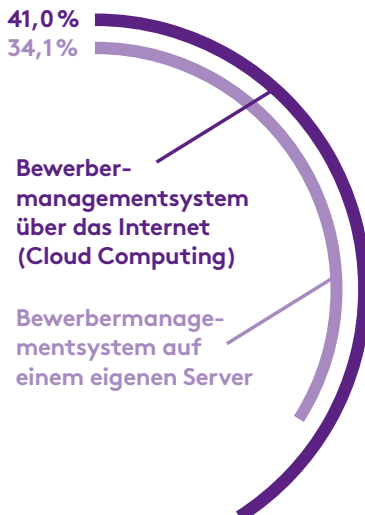 41,0 %
34,1 %
Bewerber-
managementsystem
über das Internet
(Cloud Computing)
Bewerbermanage-
mentsystem auf
einem eigenen Server